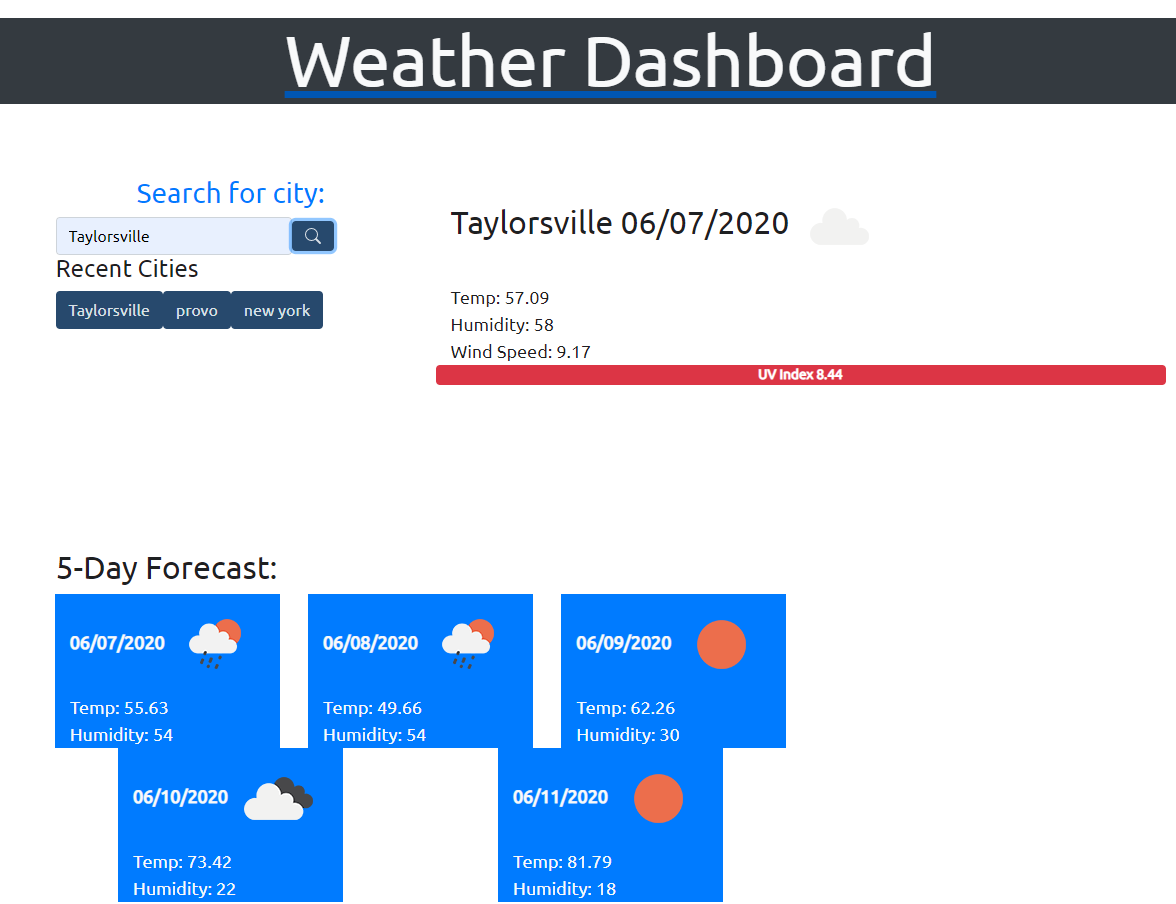 Weather Dashboard
Search for city:
Taylorsville
Recent Cities
Taylorsville provo new york
Taylorsville 06/07/2020
Temp: 57.09
Humidity: 58
Wind Speed: 9.17
UV Index 8.44
5-Day Forecast:
06/07/2020
Temp: 55.63
Humidity: 54
06/08/2020
Temp: 49.66
Humidity: 54
06/09/2020
Temp: 62.26
Humidity: 30
06/10/2020
Temp: 73.42
Humidity: 22
06/11/2020
Temp: 81.79
Humidity: 18